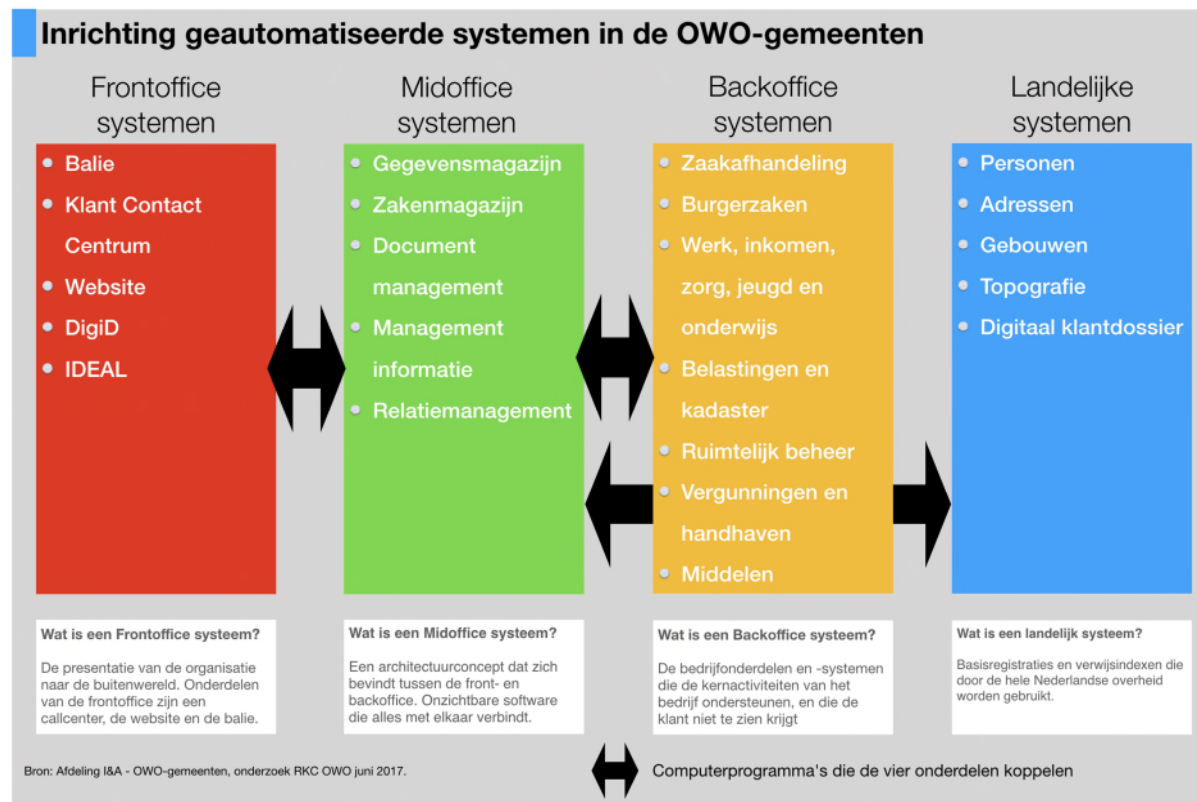 Inrichting geautomatiseerde systemen in de OWO-gemeenten
Frontoffice
systemen
Balie
Klant Contact
Centrum
Website
DigiD
IDEAL
Midoffice
systemen
Gegevensmagazijn
Zakenmagazijn
Document
management
Management
informatie
Relatiemanagement
Backoffice
systemen
Zaakafhandeling
Burgerzaken
Werk, inkomen,
zorg, jeugd en
onderwijs
Belastingen en
kadaster
Ruimtelijk beheer
Vergunningen en
handhaven
Middelen
Landelijke
systemen
Personen
Adressen
Gebouwen
Topografie
Digitaal klantdossier
Wat is een Frontoffice systeem?
De presentatie van de organisatie
naar de buitenwereld. Onderdelen
van de frontoffice zijn een
callcenter, de website en de balie.
Wat is een Midoffice systeem?
Een architectuurconcept dat zich
bevindt tussen de front- en
backoffice. Onzichtbare software
die alles met elkaar verbindt.
Wat is een Backoffice systeem?
De bedrijfonderdelen en -systemen
die de kernactiviteiten van het
bedrijf ondersteunen, en die de
klant niet te zien krijgt
Wat is een landelijk systeem?
Basisregistraties en verwijsindexen die
door de hele Nederlandse overheid
worden gebruikt.
Bron: Afdeling I&A - OWO-gemeenten, onderzoek RKC OWO juni 2017.
Computerprogramma's die de vier onderdelen koppelen